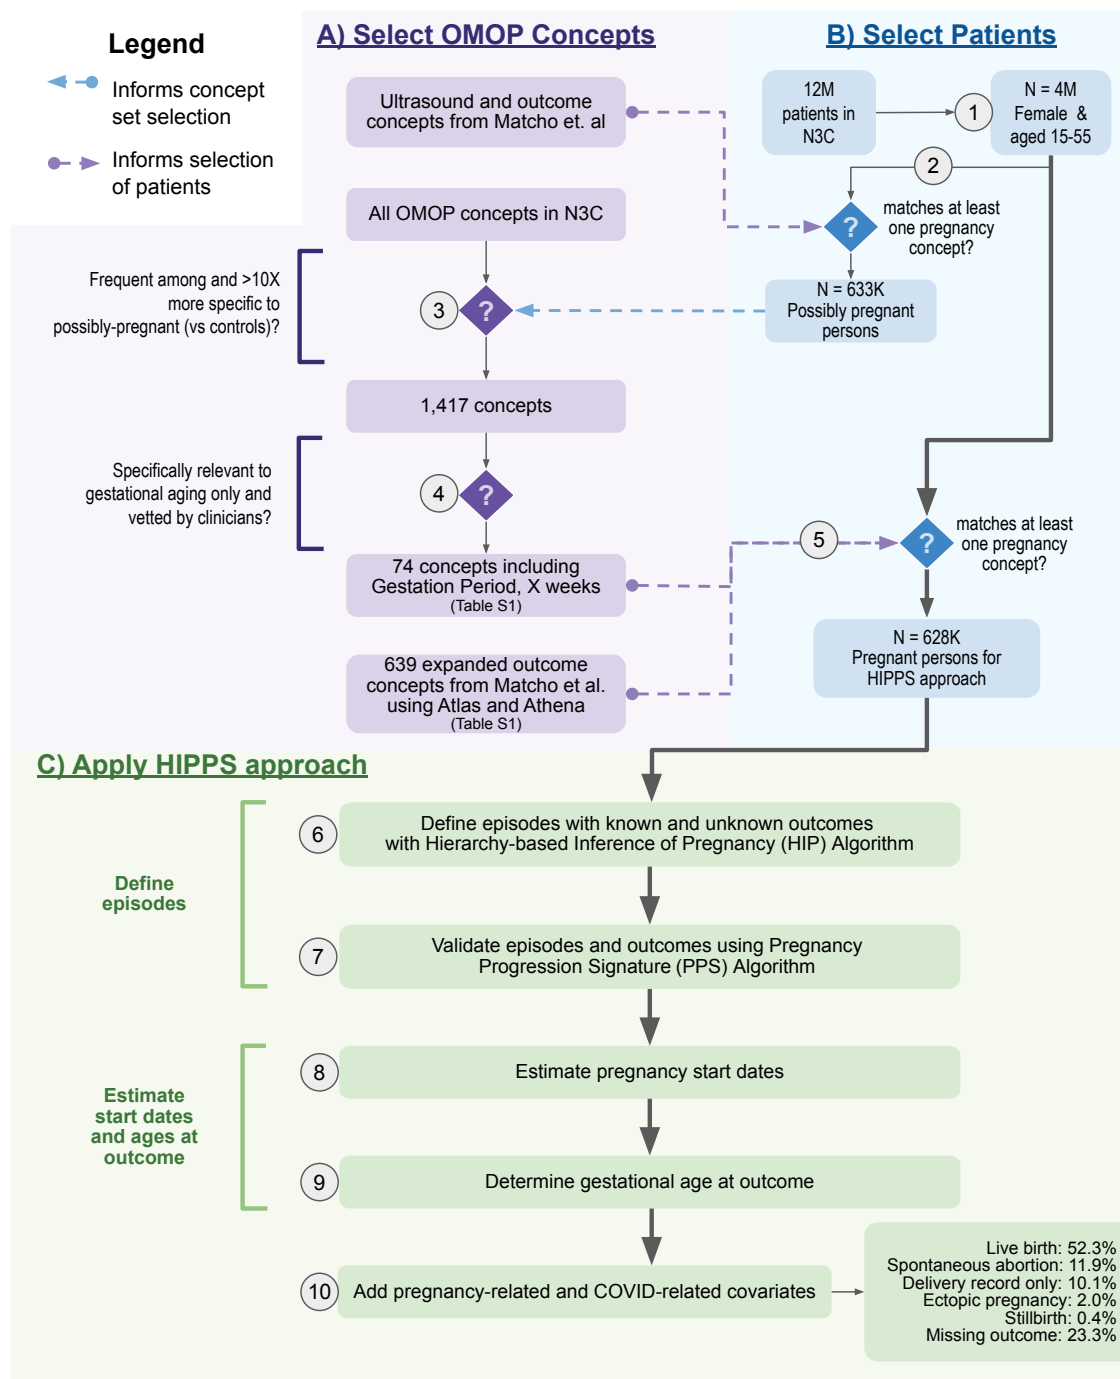 Legend
Informs concept
set selection
Informs selection
of patients
A) Select OMOP Concepts
Ultrasound and outcome
concepts from Matcho et. al
All OMOP concepts in N3C
Frequent among and >10X
more specific to
possibly-pregnant (vs controls)?
3
?
1,417 concepts
Specifically relevant to
gestational aging only and
vetted by clinicians?
4
?
74 concepts including
Gestation Period, X weeks
(Table S1)
639 expanded outcome
concepts from Matcho et al.
using Atlas and Athena
(Table S1)
B) Select Patients
12M
patients in
N3C
1
N = 4M
Female &
aged 15-55
2
?
matches at least
one pregnancy
concept?
N = 633K
Possibly pregnant
persons
5
?
matches at least
one pregnancy
concept?
N = 628K
Pregnant persons for
HIPPS approach
C) Apply HIPPS approach
Define
episodes
6
Define episodes with known and unknown outcomes
with Hierarchy-based Inference of Pregnancy (HIP) Algorithm
7
Validate episodes and outcomes using Pregnancy
Progression Signature (PPS) Algorithm
Estimate
start dates
and ages at
outcome
8
Estimate pregnancy start dates
9
Determine gestational age at outcome
10
Add pregnancy-related and COVID-related covariates
Live birth: 52.3%
Spontaneous abortion: 11.9%
Delivery record only: 10.1%
Ectopic pregnancy: 2.0%
Stillbirth: 0.4%
Missing outcome: 23.3%